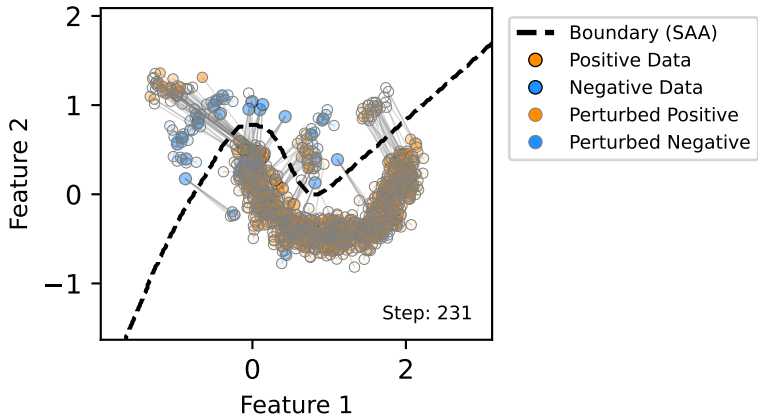 2
1
0
−1
Feature 2
0
2
Feature 1
Step: 231
Boundary (SAA)
Positive Data
Negative Data
Perturbed Positive
Perturbed Negative